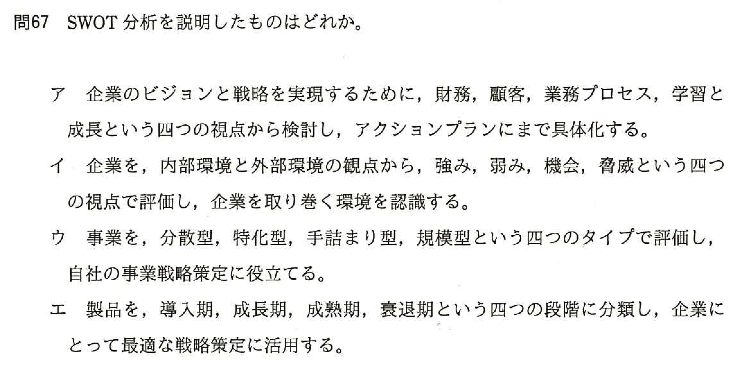 問67 SWOT 分析を説明したものはどれか。
ア 企業のビジョンと戦略を実現するために，財務，顧客，業務プロセス，学習と
成長という四つの視点から検討し，アクションプランにまで具体化する。
イ 企業を，内部環境と外部環境の観点から，強み，弱み，機会，脅威という四つ
の視点で評価し，企業を取り巻く環境を認識する。
ウ 事業を，分散型，特化型，手詰まり型，規模型という四つのタイプで評価し，
自社の事業戦略策定に役立てる。
エ 製品を，導入期，成長期，成熟期，衰退期という四つの段階に分類し，企業に
とって最適な戦略策定に活用する。